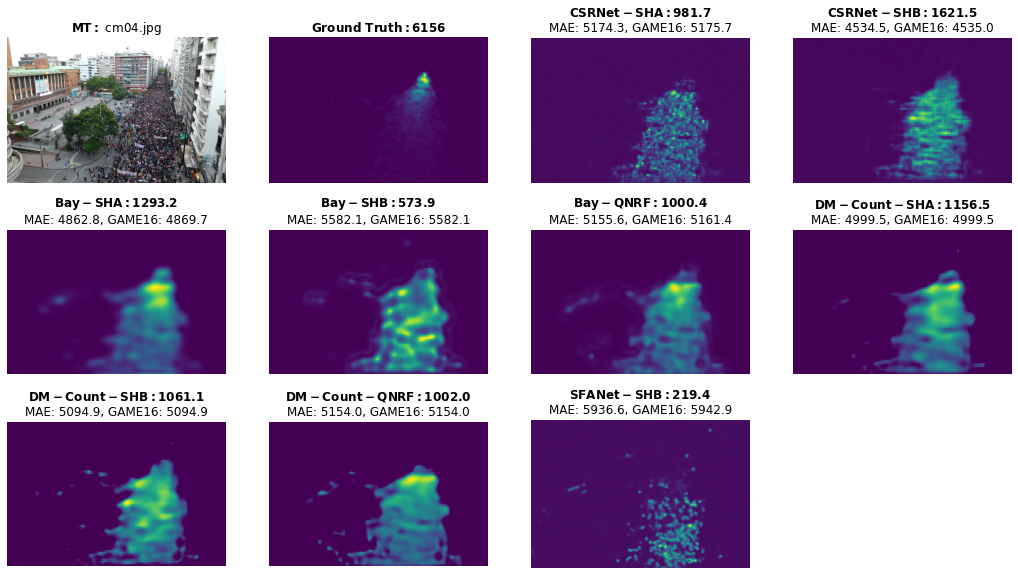 MT: cm04.jpg
Ground Truth: 6156
CSRNet − SHA: 981.7
MAE: 5174.3, GAME16: 5175.7
CSRNet − SHB: 1621.5
MAE: 4534.5, GAME16: 4535.0
Bay − SHA: 1293.2
MAE: 4862.8, GAME16: 4869.7
Bay − SHB: 573.9
MAE: 5582.1, GAME16: 5582.1
Bay − QNRF: 1000.4
MAE: 5155.6, GAME16: 5161.4
DM − Count − SHA: 1156.5
MAE: 4999.5, GAME16: 4999.5
DM − Count − SHB: 1061.1
MAE: 5094.9, GAME16: 5094.9
DM − Count − QNRF: 1002.0
MAE: 5154.0, GAME16: 5154.0
SFANet − SHB: 219.4
MAE: 5936.6, GAME16: 5942.9